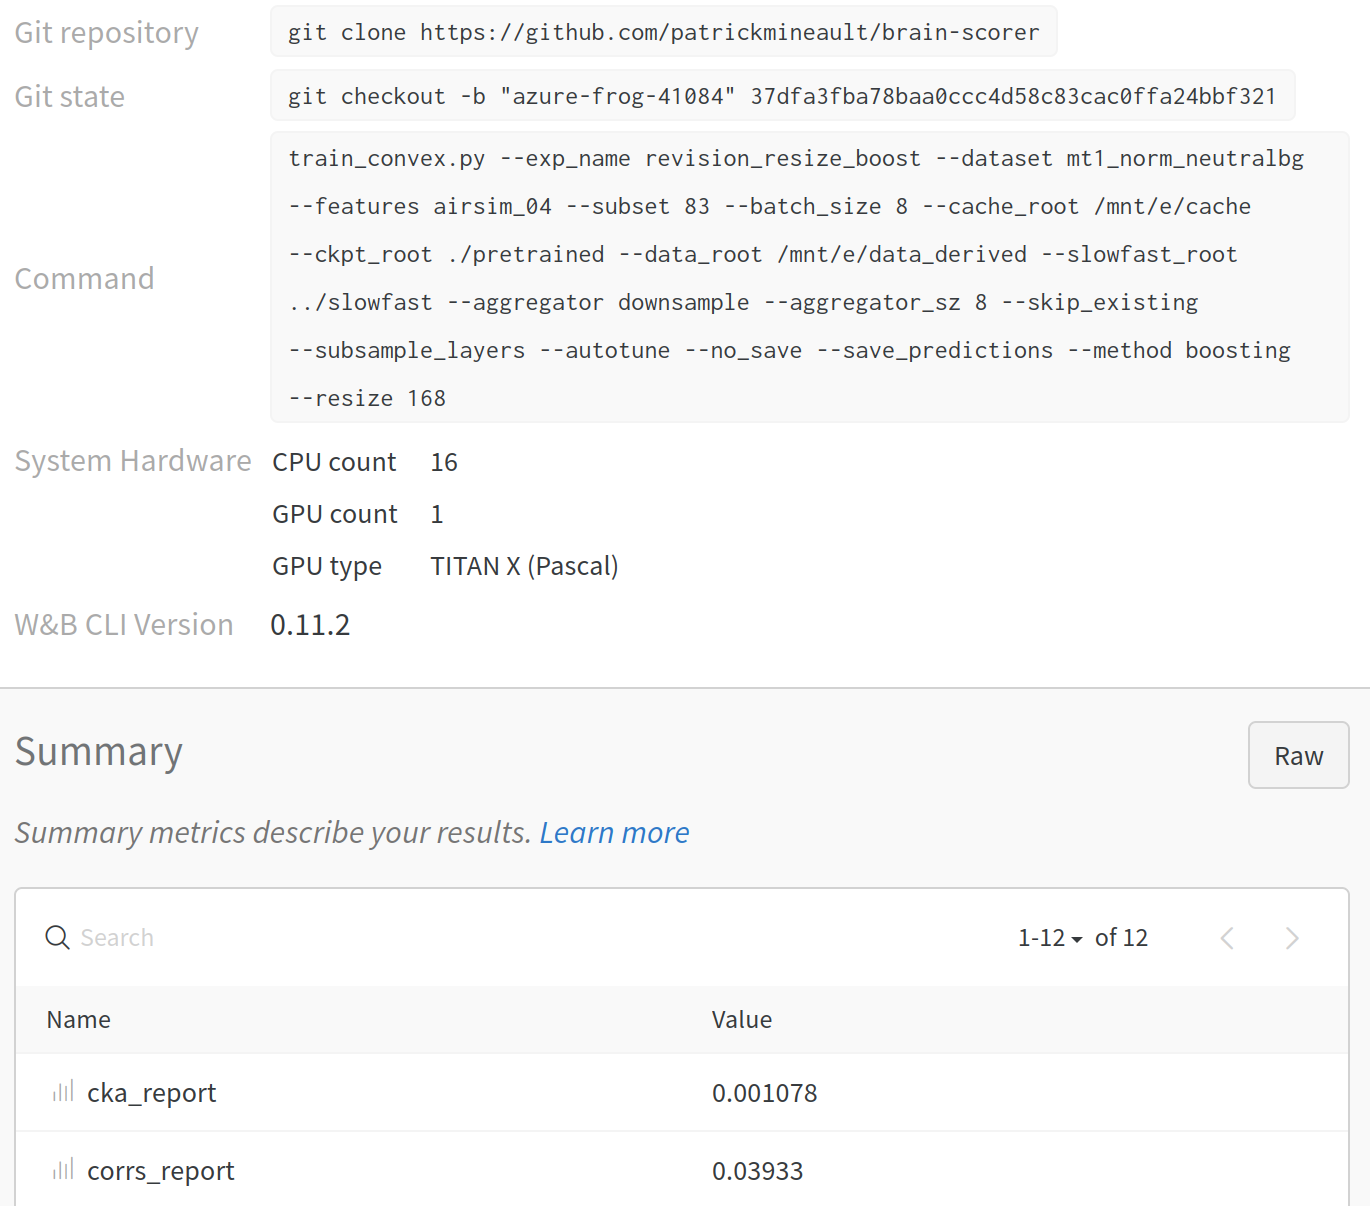 Git repository
git clone https://github.com/patrickmineault/brain-scorer
Git state
git checkout -b "azure-frog-41084" 37dfa3fba78baa0ccc4d58c83cac0ffa24bbf321
Command
train_convex.py --exp_name revision_resize_boost --dataset mt1_norm_neutralbg
--features airsim_04 --subset 83 --batch_size 8 --cache_root /mnt/e/cache
--ckpt_root ./pretrained --data_root /mnt/e/data_derived --slowfast_root
../slowfast --aggregator downsample --aggregator_sz 8 --skip_existing
--subsample_layers --autotune --no_save --save_predictions --method boosting
--resize 168
System Hardware
CPU count 16
GPU count 1
GPU type TITAN X (Pascal)
W&B CLI Version 0.11.2
Summary
Raw
Summary metrics describe your results. Learn more
Search
1-12 of 12
Name Value
cka_report 0.001078
corrs_report 0.03933